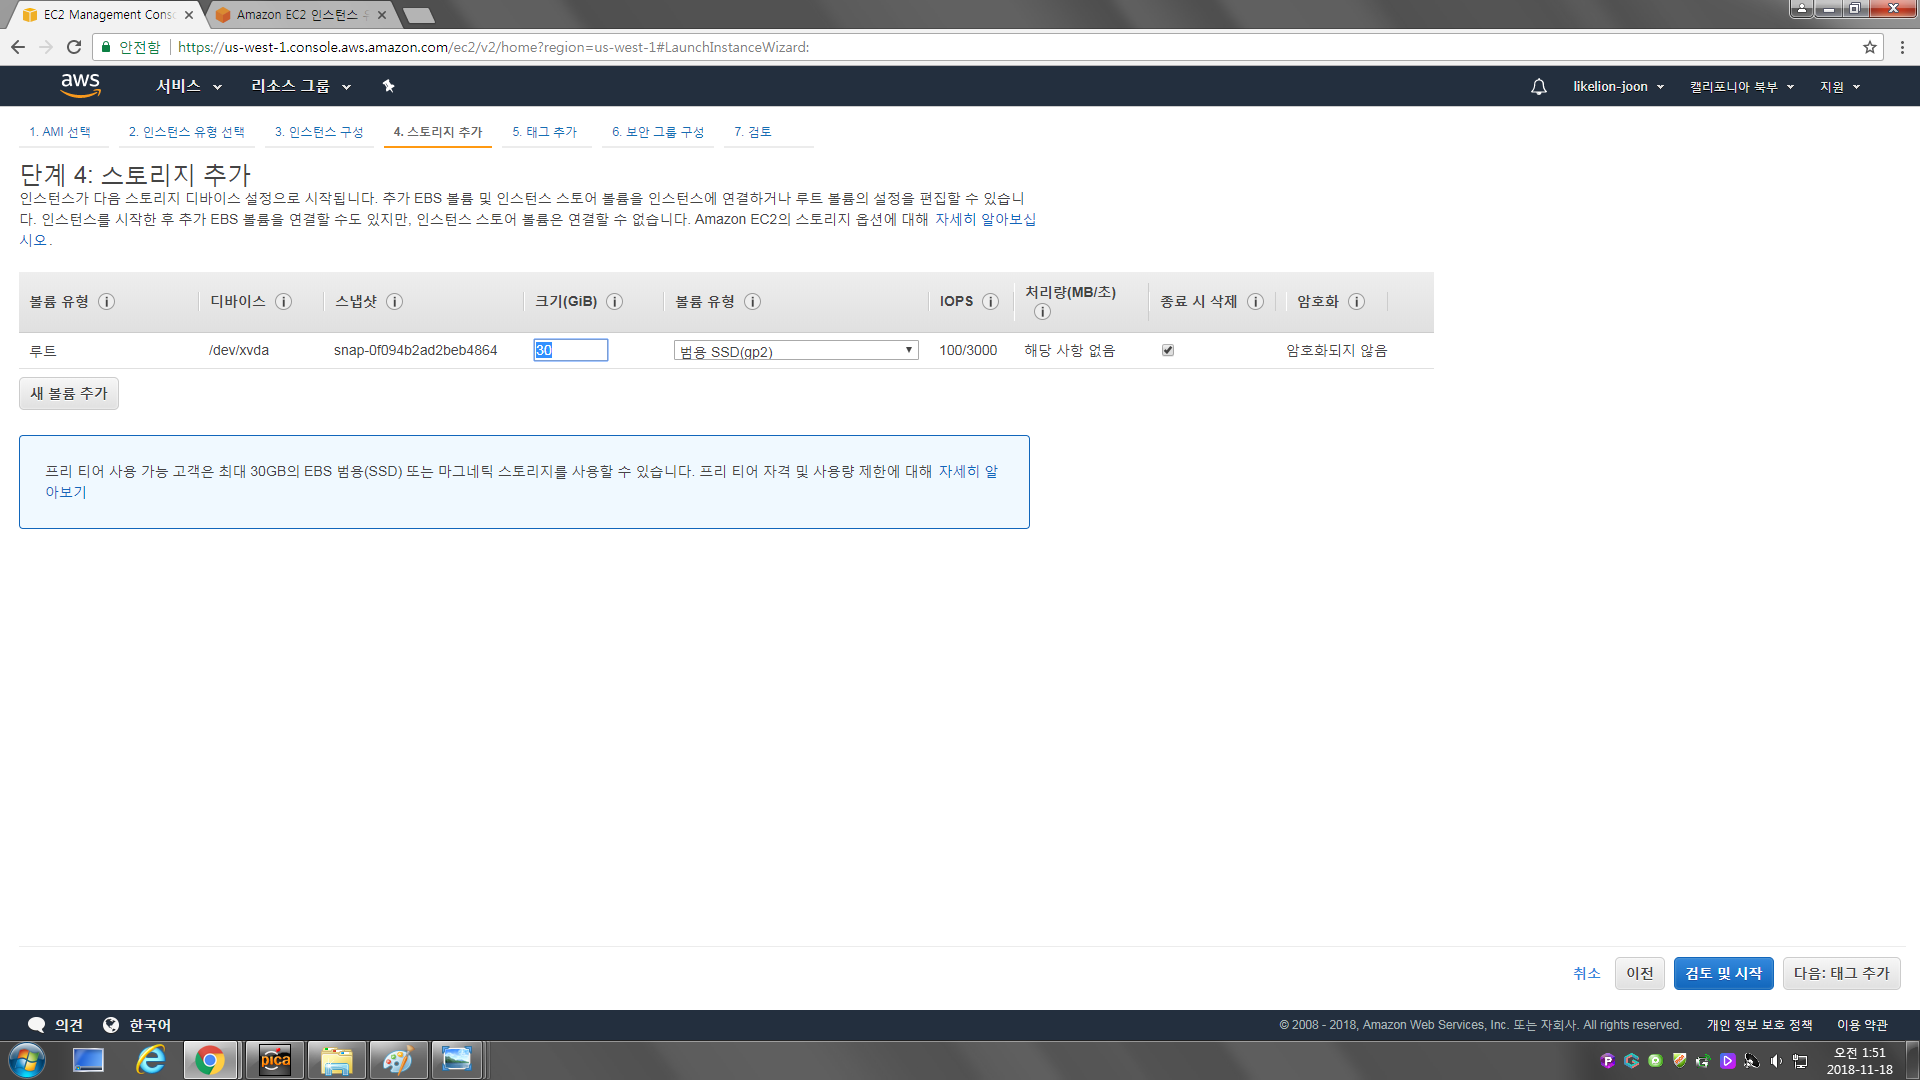 EC2 Management Cons
Amazon EC2 인스턴스
안전함
https://us-west-1.console.aws.amazon.com/ec2/v2/home?region=us-west-1#LaunchInstanceWizard:
aws
서비스
리소스 그룹
likelion-joon
캘리포니아 북부
지원
1. AMI 선택
2. 인스턴스 유형 선택
3. 인스턴스 구성
4. 스토리지 추가
5. 태그 추가
6. 보안 그룹 구성
7. 검토
단계 4: 스토리지 추가
인스턴스가 다음 스토리지 디바이스 설정으로 시작됩니다. 추가 EBS 볼륨 및 인스턴스 스토어 볼륨을 인스턴스에 연결하거나 루트 볼륨의 설정을 편집할 수 있습니
다. 인스턴스를 시작한 후 추가 EBS 볼륨을 연결할 수도 있지만, 인스턴스 스토어 볼륨은 연결할 수 없습니다. Amazon EC2의 스토리지 옵션에 대해 자세히 알아보십
시오.
볼륨 유형
디바이스
스냅샷
크기(GiB)
볼륨 유형
IOPS
처리량(MB/초)
종료 시 삭제
암호화
루트
/dev/xvda
snap-0f094b2ad2beb4864
30
범용 SSD(gp2)
100/3000
해당 사항 없음
암호화되지 않음
새 볼륨 추가
프리 티어 사용 가능 고객은 최대 30GB의 EBS 범용(SSD) 또는 마그네틱 스토리지를 사용할 수 있습니다. 프리 티어 자격 및 사용량 제한에 대해 자세히 알
아보기
취소
이전
검토 및 시작
다음: 태그 추가
의견
한국어
© 2008 - 2018, Amazon Web Services, Inc. 또는 자회사. All rights reserved.
개인 정보 보호 정책
이용 약관
pica
오전 1:51
2018-11-18